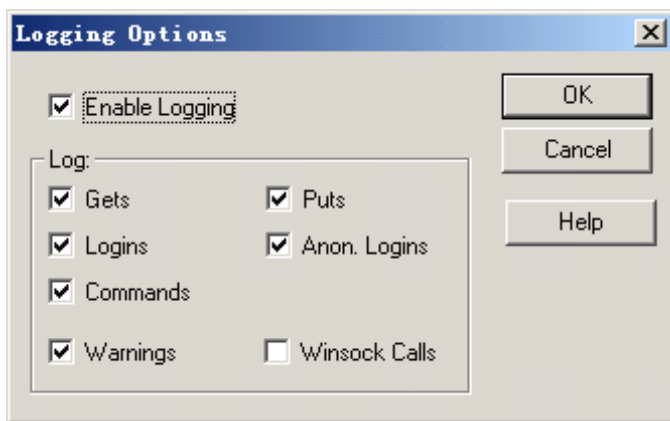 Logging Options
Enable Logging
OK
Cancel
Help
Log:
Gets
Puts
Logins
Anon. Logins
Commands
Warnings
Winsock Calls